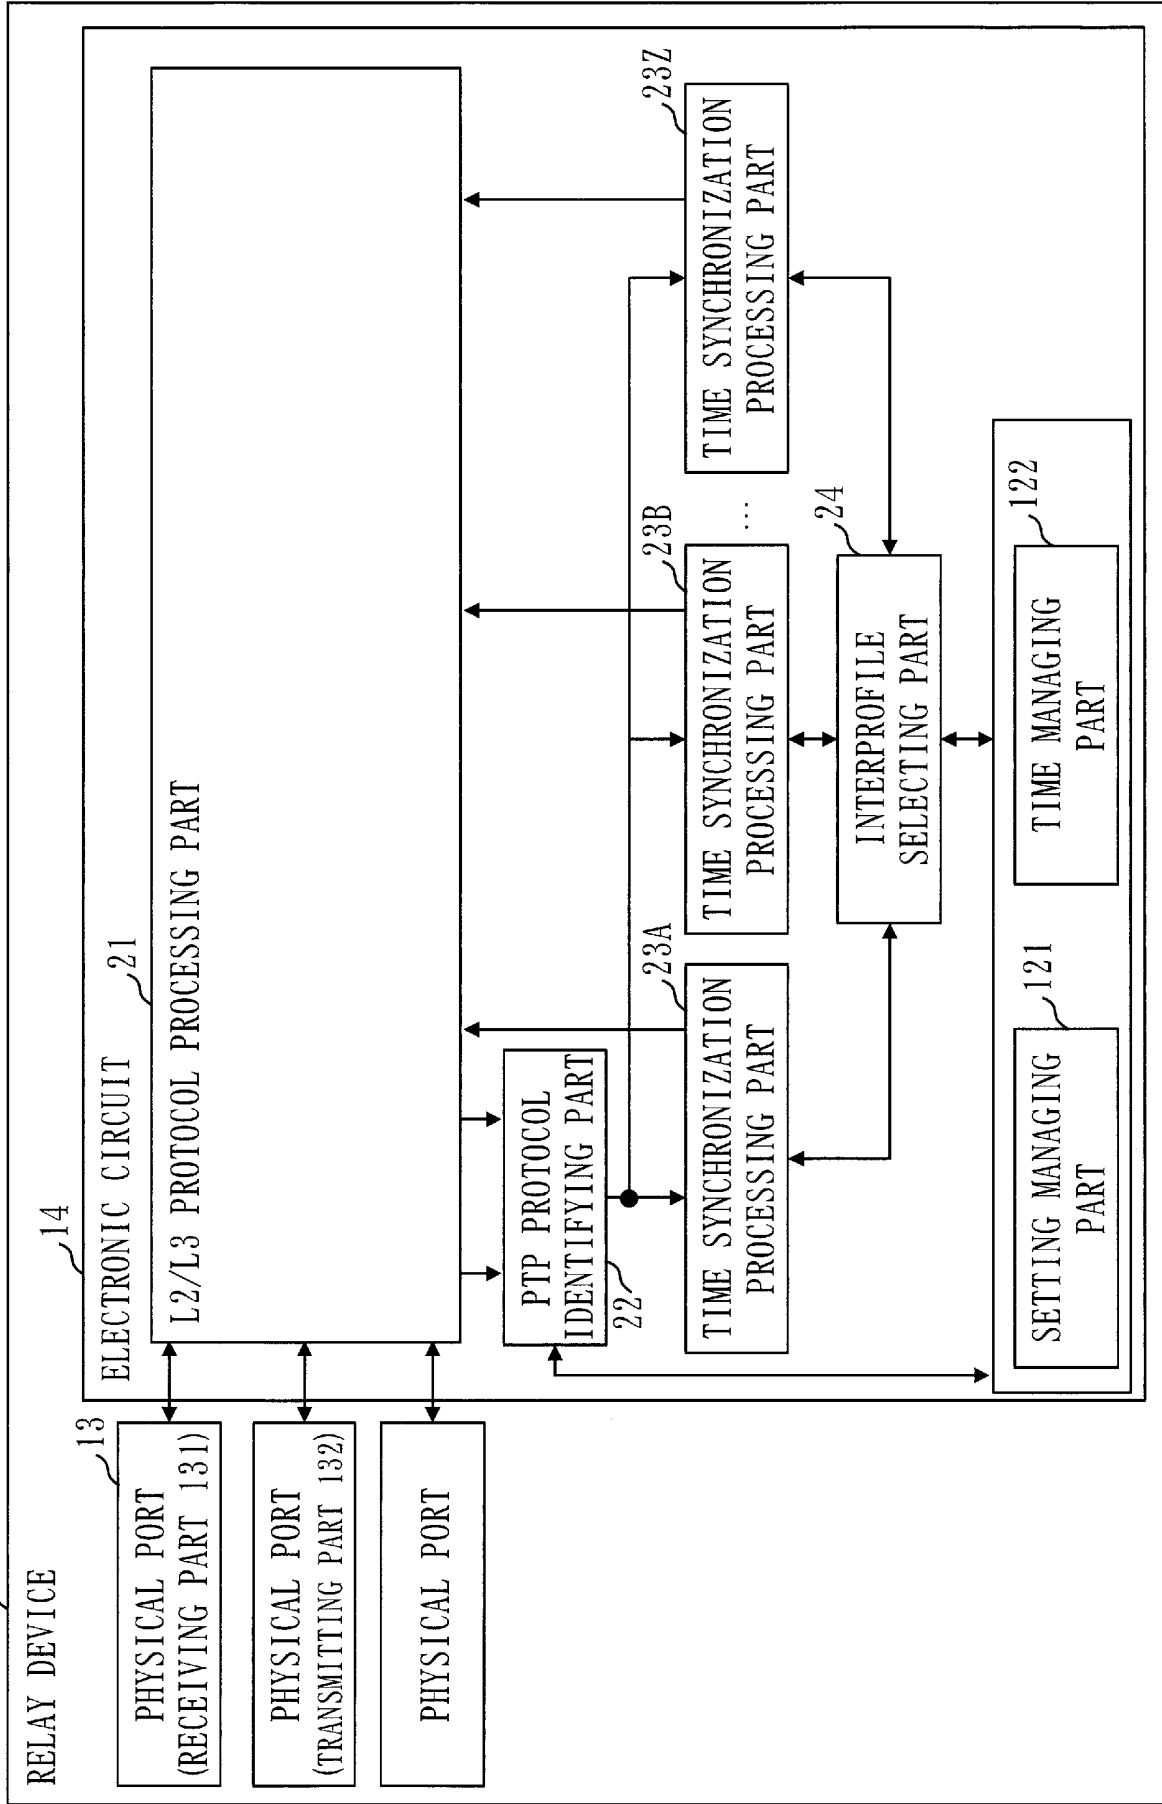 RELAY DEVICE
14
ELECTRONIC CIRCUIT
13
PHYSICAL PORT
(RECEIVING PART 131)
PHYSICAL PORT
(TRANSMITTING PART 132)
PHYSICAL PORT
21
L2/L3 PROTOCOL PROCESSING PART
PTP PROTOCOL
IDENTIFYING PART
22
23A
TIME SYNCHRONIZATION
PROCESSING PART
23B
TIME SYNCHRONIZATION
PROCESSING PART
...
23Z
TIME SYNCHRONIZATION
PROCESSING PART
24
INTERPROFILE
SELECTING PART
121
SETTING MANAGING
PART
122
TIME MANAGING
PART